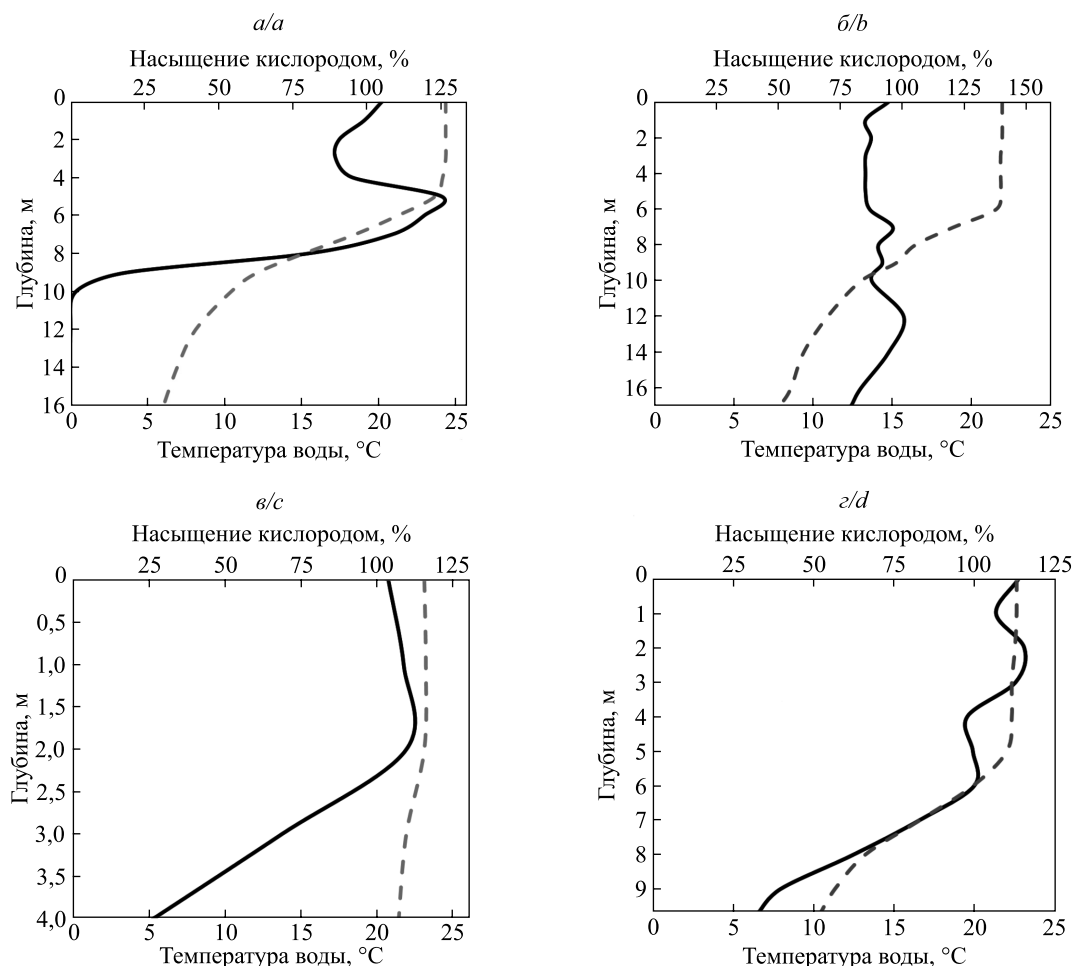 а/a
Насыщение кислородом, %
25 50 75 100 125
0
2
4
6
8
10
12
14
16
Глубина, м
0 5 10 15 20 25
Температура воды, °C
б/b
Насыщение кислородом, %
25 50 75 100 125 150
0
2
4
6
8
10
12
14
16
Глубина, м
0 5 10 15 20 25
Температура воды, °C
в/c
Насыщение кислородом, %
25 50 75 100 125
0
0,5
1,0
1,5
2,0
2,5
3,0
3,5
4,0
Глубина, м
0 5 10 15 20 25
Температура воды, °C
г/d
Насыщение кислородом, %
25 50 75 100 125
0
1
2
3
4
5
6
7
8
9
Глубина, м
0 5 10 15 20 25
Температура воды, °C